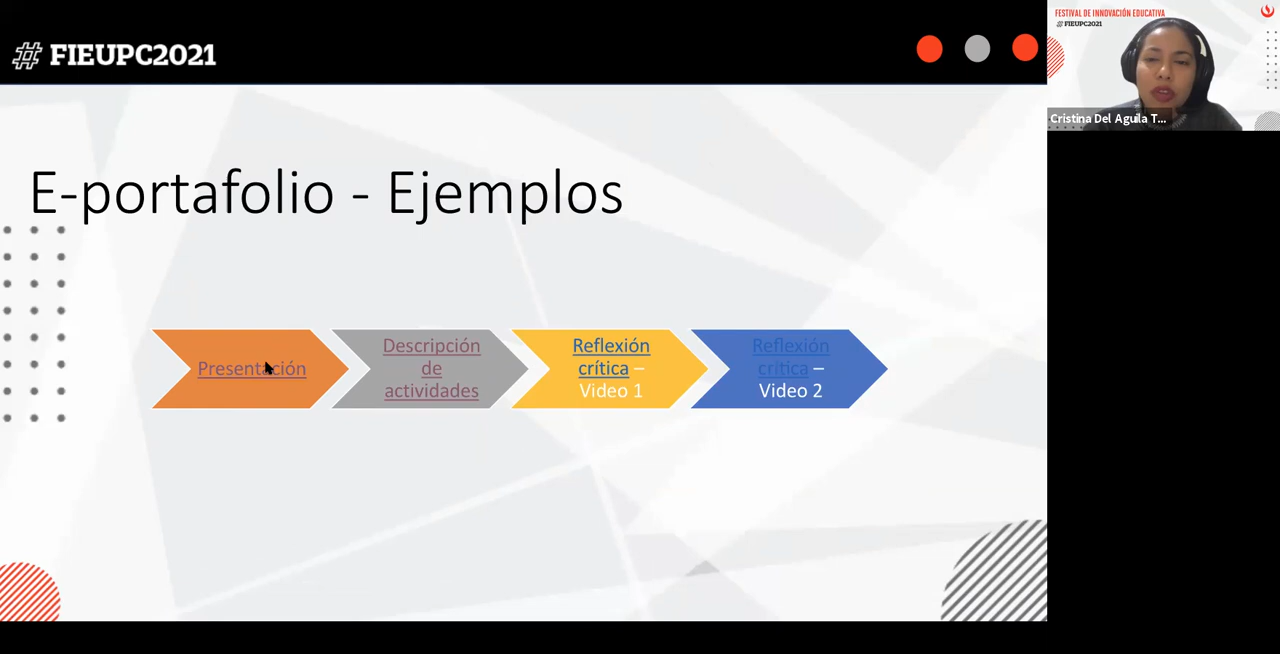 # FIEUPC2021
FESTIVAL DE INNOVACIÓN EDUCATIVA
#FIEUPC2021
Cristina Del Aguila T...
E-portafolio - Ejemplos
Presentación
Descripción
de
actividades
Reflexión
crítica –
Video 1
Reflexión
crítica –
Video 2